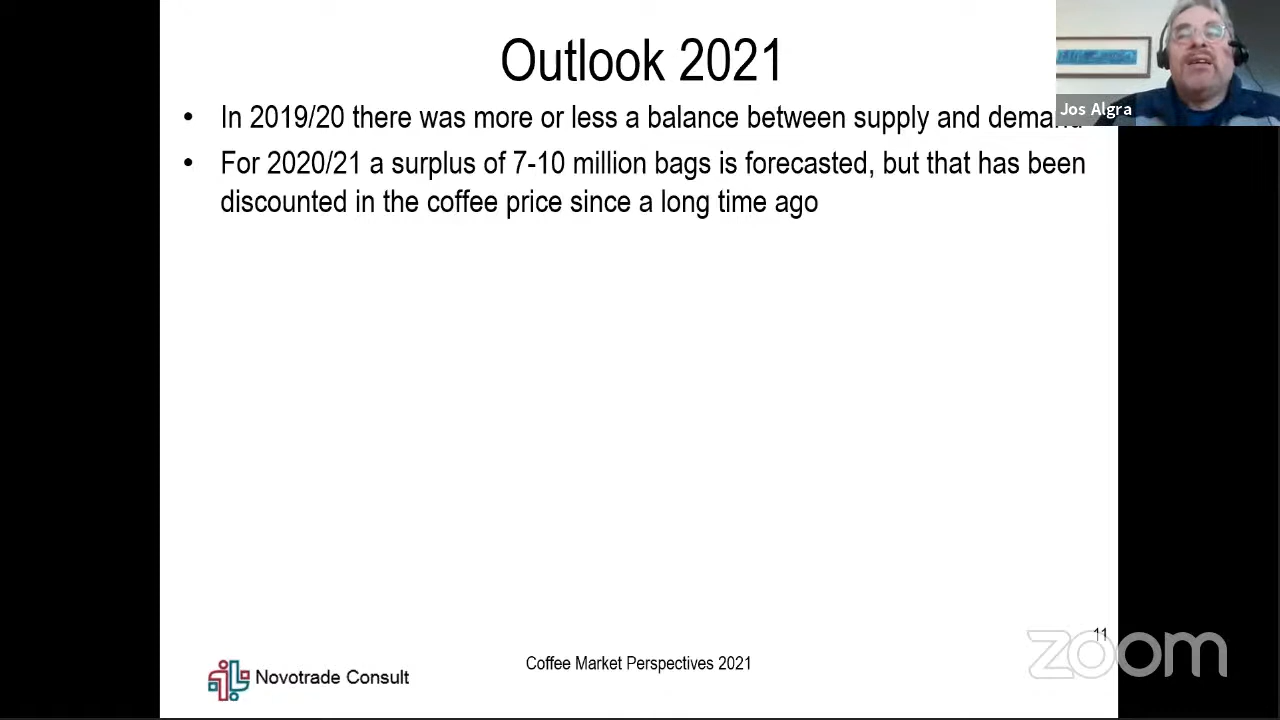 Outlook 2021
Jos Algra
• In 2019/20 there was more or less a balance between supply and demand
• For 2020/21 a surplus of 7-10 million bags is forecasted, but that has been
discounted in the coffee price since a long time ago
11
Coffee Market Perspectives 2021
Novotrade Consult
zoom